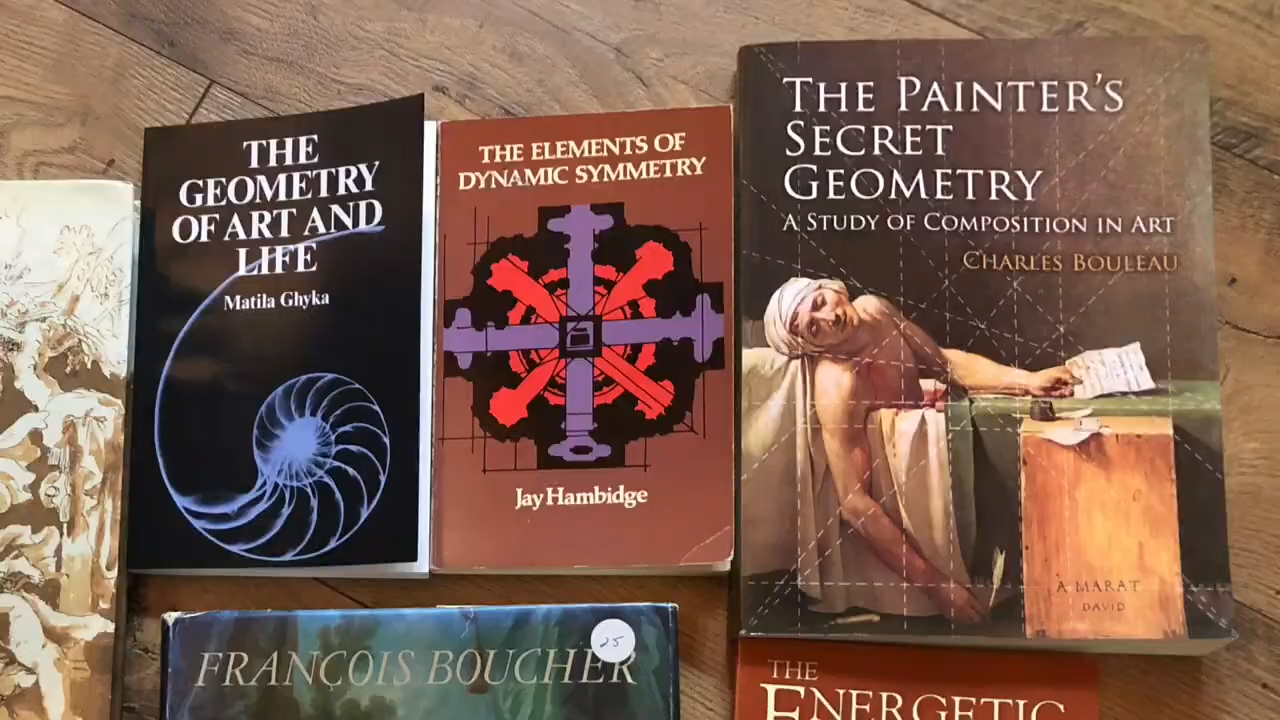 THE
GEOMETRY
OF ART AND
LIFE
Matila Ghyka
THE ELEMENTS OF
DYNAMIC SYMMETRY
Jay Hambidge
THE PAINTER'S
SECRET
GEOMETRY
A STUDY OF COMPOSITION IN ART
CHARLES BOULEAU
À MARAT
DAVID
FRANÇOIS BOUCHER
25
THE
ENERGETIC